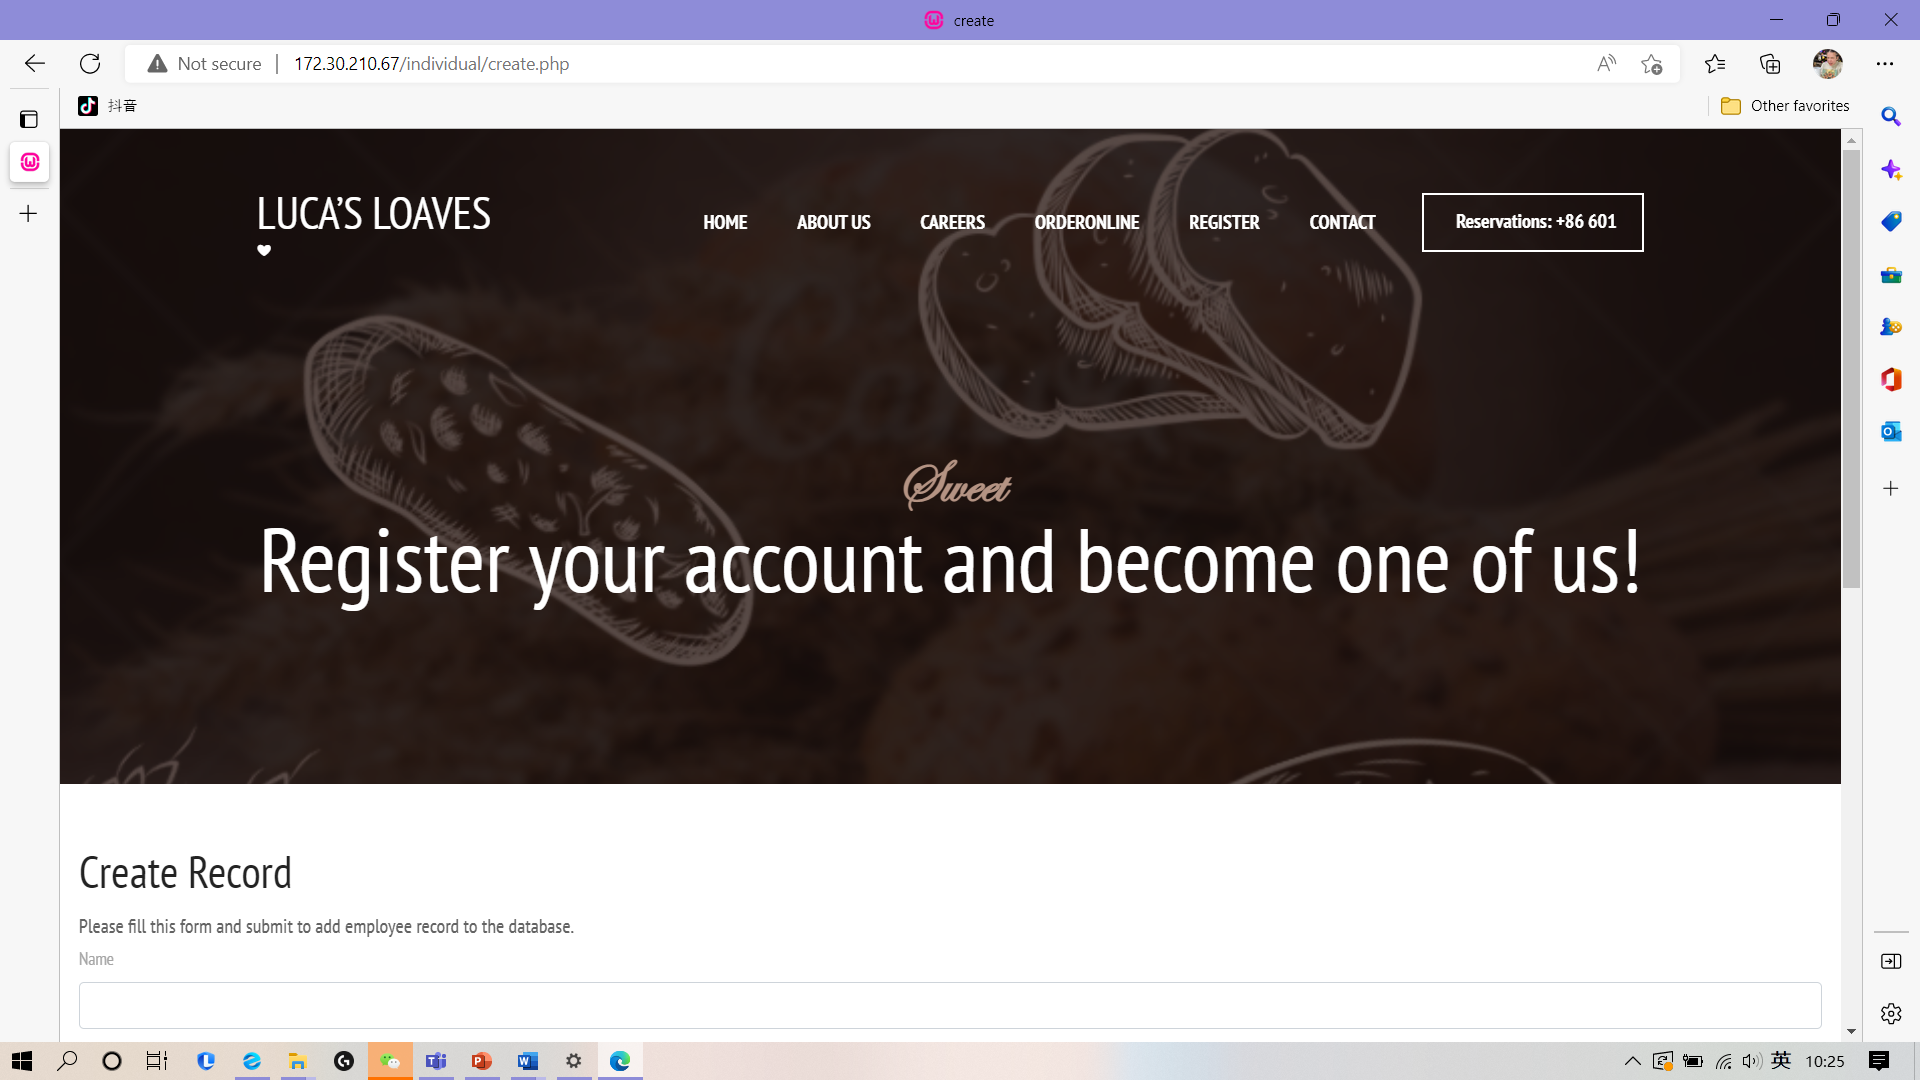 create
Not secure
172.30.210.67/individual/create.php
抖音
Other favorites
LUCA’S LOAVES
HOME
ABOUT US
CAREERS
ORDERONLINE
REGISTER
CONTACT
Reservations: +86 601
Sweet
Register your account and become one of us!
Create Record
Please fill this form and submit to add employee record to the database.
Name
英
10:25